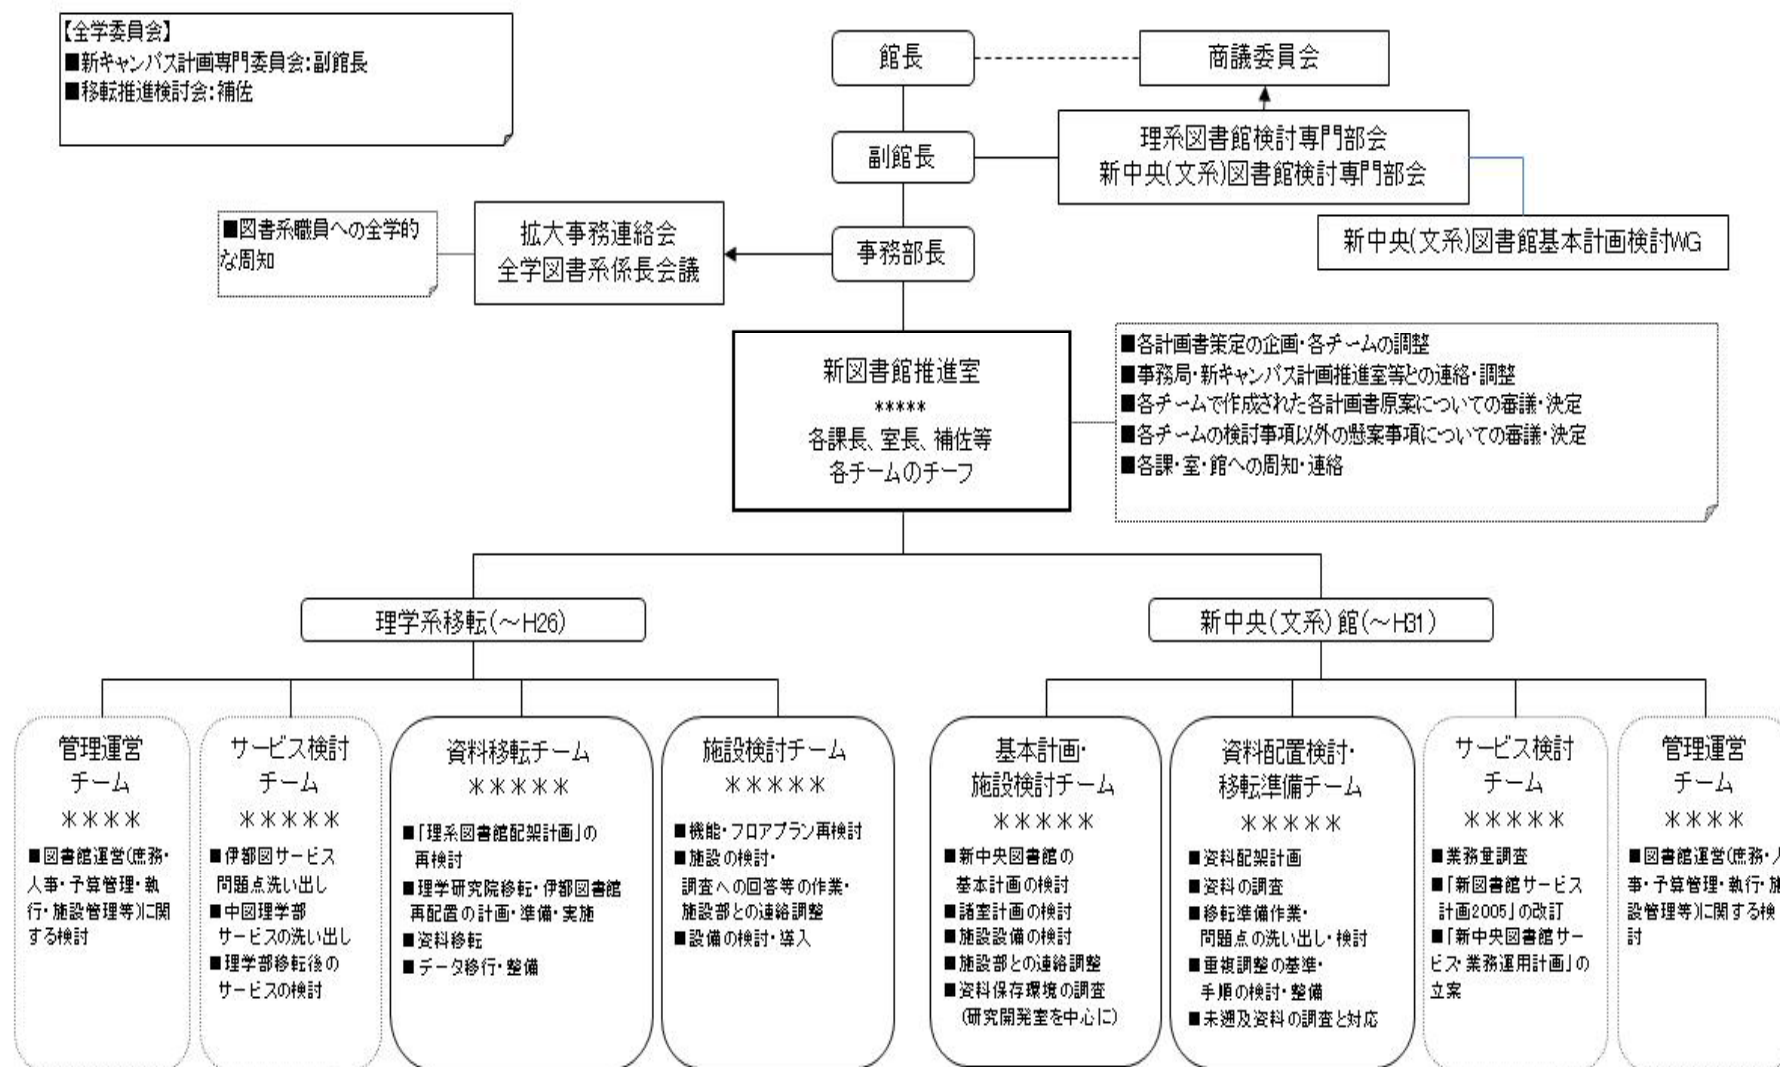 【全学委員会】
■新キャンパス計画専門委員会:副館長
■移転推進検討会:補佐
館長
商議委員会
副館長
理系図書館検討専門部会
新中央(文系)図書館検討専門部会
新中央(文系)図書館基本計画検討WG
■図書系職員への全学的
な周知
拡大事務連絡会
全学図書系係長会議
事務部長
新図書館推進室
*****
各課長、室長、補佐等
各チームのチーフ
■各計画書策定の企画・各チームの調整
■事務局・新キャンパス計画推進室等との連絡・調整
■各チームで作成された各計画書原案についての審議・決定
■各チームの検討事項以外の懸案事項についての審議・決定
■各課・室・館への周知・連絡
理学系移転(～H26)
新中央(文系)館(～H31)
管理運営
チーム
＊＊＊＊
■図書館運営(庶務・
人事・予算管理・執
行・施設管理等)に関
する検討
サービス検討
チーム
＊＊＊＊＊
■伊都図サービス
問題点洗い出し
■中図理学部
サービスの洗い出し
■理学部移転後の
サービスの検討
資料移転チーム
＊＊＊＊＊
■「理系図書館配架計画」の
再検討
■理学研究院移転・伊都図書館
再配置の計画・準備・実施
■資料移転
■データ移行・整備
施設検討チーム
＊＊＊＊＊
■機能・フロアプラン再検討
■施設の検討・
調査への回答等の作業・
施設部との連絡調整
■設備の検討・導入
基本計画・
施設検討チーム
＊＊＊＊＊
■新中央図書館の
基本計画の検討
■諸室計画の検討
■施設設備の検討
■施設部との連絡調整
■資料保存環境の調査
(研究開発室を中心に)
資料配置検討・
移転準備チーム
＊＊＊＊＊
■資料配架計画
■資料の調査
■移転準備作業・
問題点の洗い出し・検討
■重複調整の基準・
手順の検討・整備
■未遡及資料の調査と対応
サービス検討
チーム
＊＊＊＊＊
■業務量調査
■「新図書館サービス
計画2005」の改訂
■「新中央図書館サー
ビス・業務運用計画」の
立案
管理運営
チーム
＊＊＊＊
■図書館運営(庶務・人
事・予算管理・執行・施
設管理等)に関する検
討